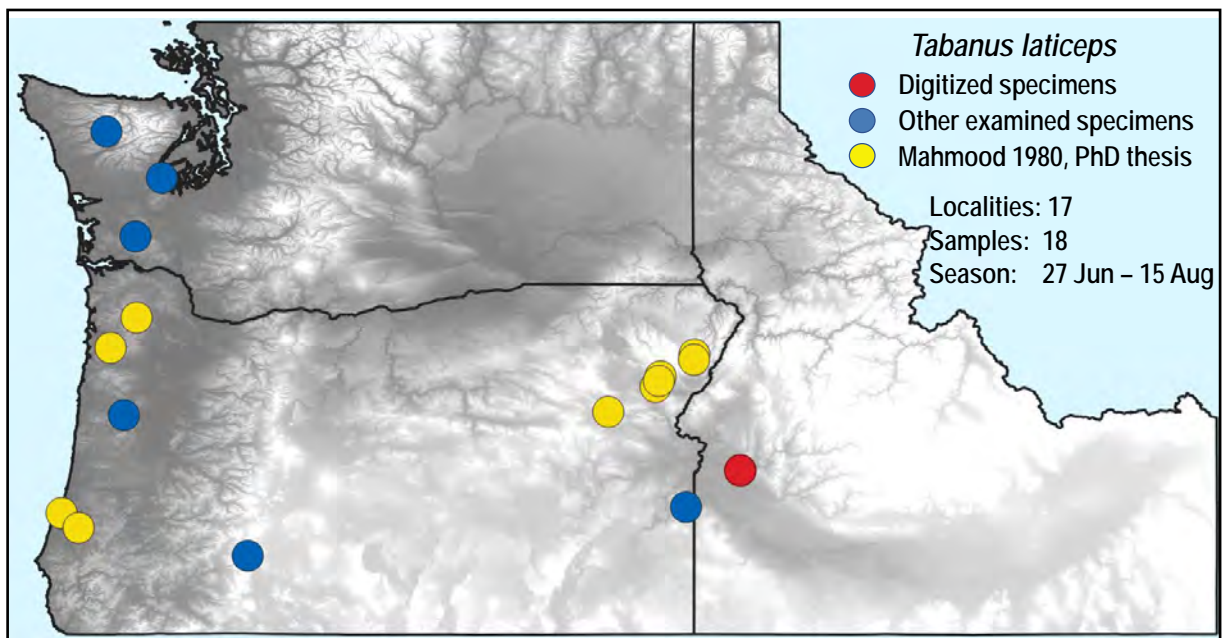 Tabanus laticeps
Digitized specimens
Other examined specimens
Mahmood 1980, PhD thesis
Localities: 17
Samples: 18
Season: 27 Jun – 15 Aug